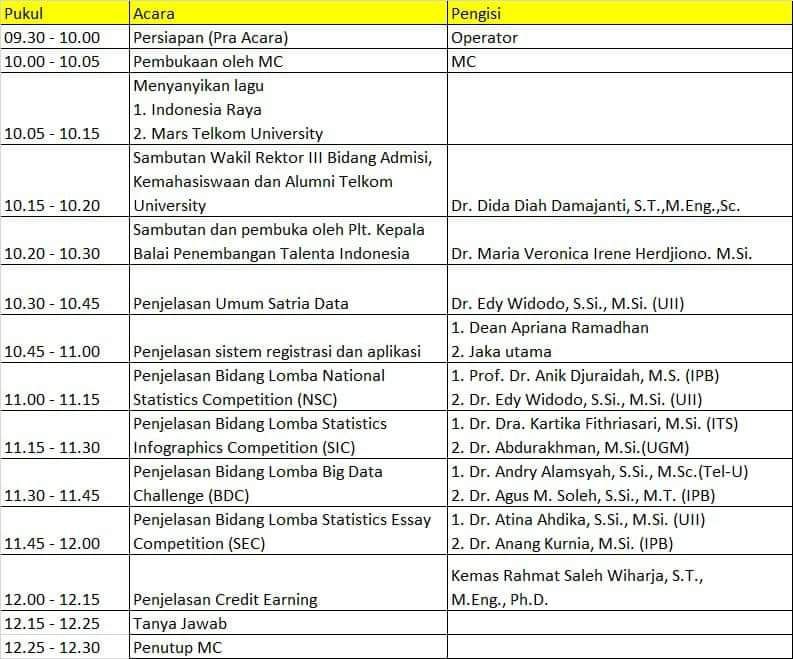 Pukul Acara Pengisi
09.30 - 10.00 Persiapan (Pra Acara) Operator
10.00 - 10.05 Pembukaan oleh MC MC
Menyanyikan lagu
1. Indonesia Raya
10.05 - 10.15 2. Mars Telkom University
Sambutan Wakil Rektor III Bidang Admisi,
Kemahasiswaan dan Alumni Telkom
10.15 - 10.20 University Dr. Dida Diah Damajanti, S.T.,M.Eng.,Sc.
Sambutan dan pembuka oleh Plt. Kepala
10.20 - 10.30 Balai Penembangan Talenta Indonesia Dr. Maria Veronica Irene Herdjiono. M.Si.
10.30 - 10.45 Penjelasan Umum Satria Data Dr. Edy Widodo, S.Si., M.Si. (UII)
1. Dean Apriana Ramadhan
10.45 - 11.00 Penjelasan sistem registrasi dan aplikasi 2. Jaka utama
Penjelasan Bidang Lomba National 1. Prof. Dr. Anik Djuraidah, M.S. (IPB)
11.00 - 11.15 Statistics Competition (NSC) 2. Dr. Edy Widodo, S.Si., M.Si. (UII)
Penjelasan Bidang Lomba Statistics 1. Dr. Dra. Kartika Fithriasari, M.Si. (ITS)
11.15 - 11.30 Infographics Competition (SIC) 2. Dr. Abdurakhman, M.Si.(UGM)
Penjelasan Bidang Lomba Big Data 1. Dr. Andry Alamsyah, S.Si., M.Sc.(Tel-U)
11.30 - 11.45 Challenge (BDC) 2. Dr. Agus M. Soleh, S.Si., M.T. (IPB)
Penjelasan Bidang Lomba Statistics Essay 1. Dr. Atina Ahdika, S.Si., M.Si. (UII)
11.45 - 12.00 Competition (SEC) 2. Dr. Anang Kurnia, M.Si. (IPB)
Kemas Rahmat Saleh Wiharja, S.T.,
12.00 - 12.15 Penjelasan Credit Earning M.Eng., Ph.D.
12.15 - 12.25 Tanya Jawab
12.25 - 12.30 Penutup MC